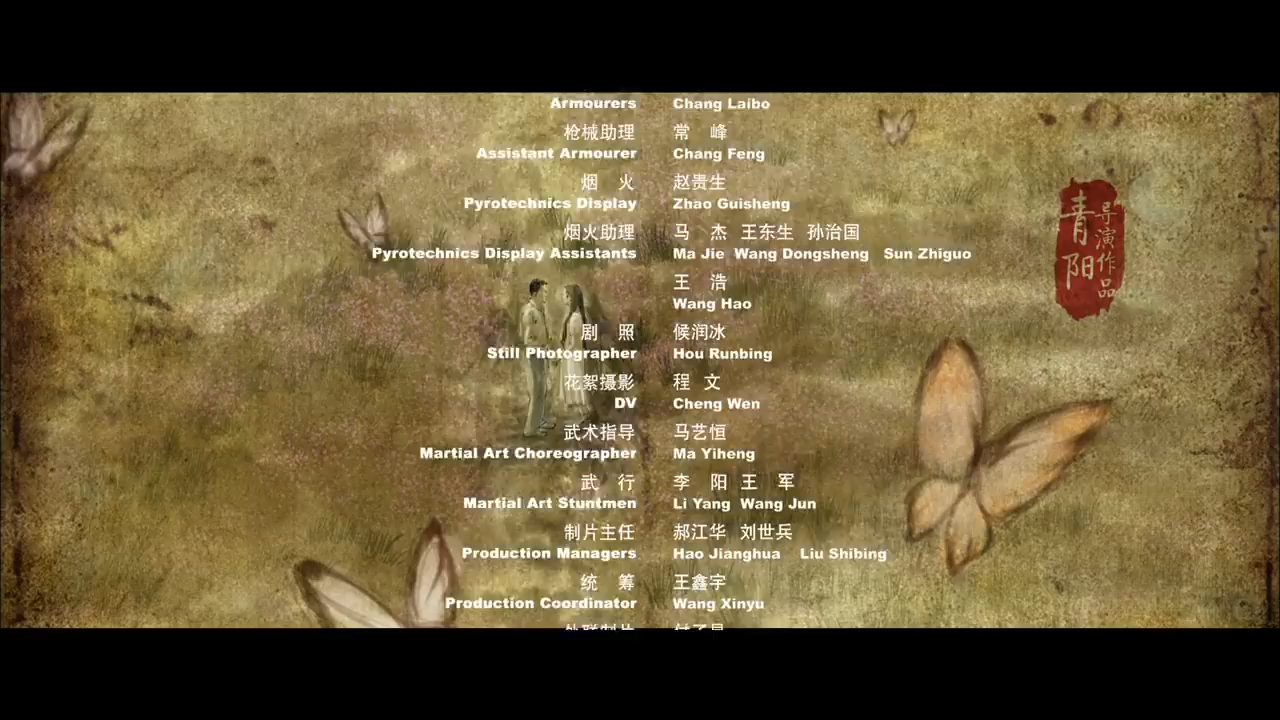 Armourers Chang Laibo
枪械助理 常 峰
Assistant Armourer Chang Feng
烟 火 赵贵生
Pyrotechnics Display Zhao Guisheng
烟火助理 马 杰 王东生 孙治国
Pyrotechnics Display Assistants Ma Jie Wang Dongsheng Sun Zhiguo
王 浩
Wang Hao
剧 照 候润冰
Still Photographer Hou Runbing
花絮摄影 程 文
DV Cheng Wen
武术指导 马艺恒
Martial Art Choreographer Ma Yiheng
武 行 李 阳 王 军
Martial Art Stuntmen Li Yang Wang Jun
制片主任 郝江华 刘世兵
Production Managers Hao Jianghua Liu Shibing
统 筹 王鑫宇
Production Coordinator Wang Xinyu
青阳
导演作品